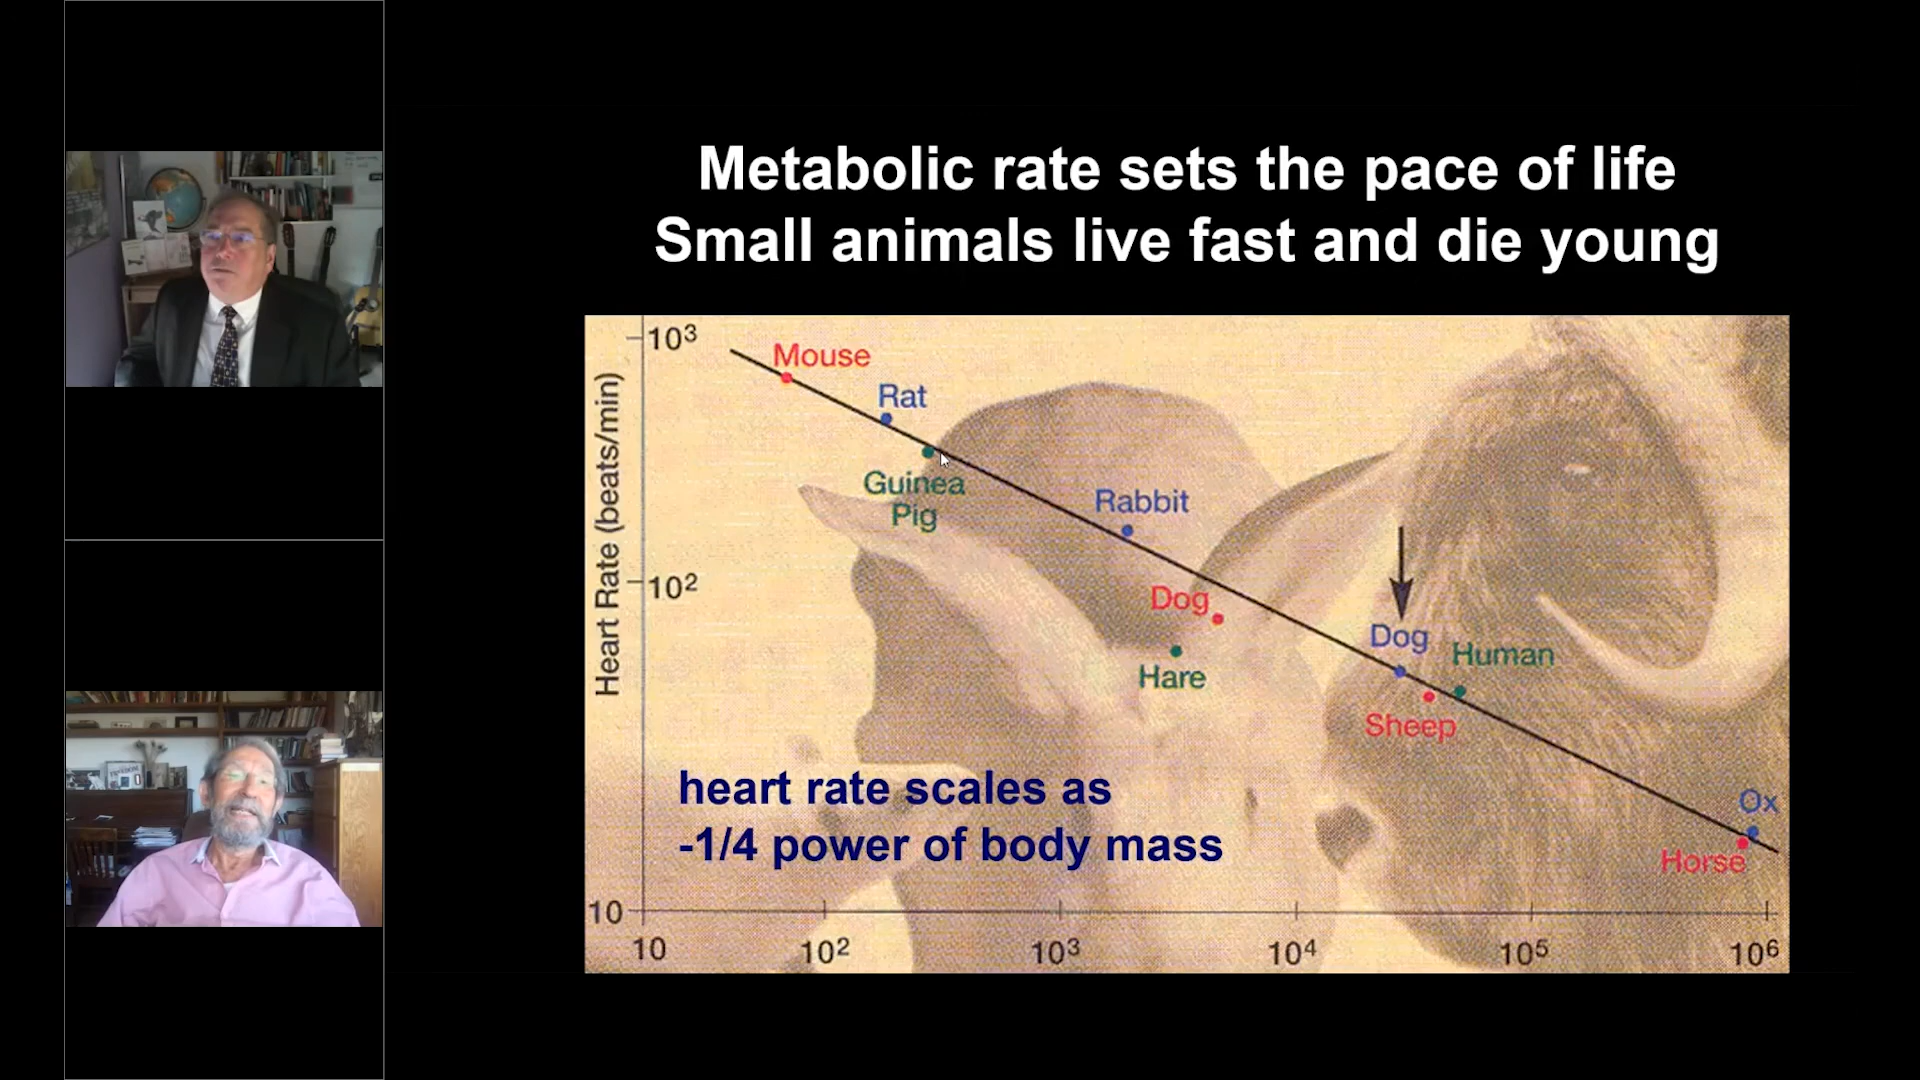 Metabolic rate sets the pace of life
Small animals live fast and die young
10³
Mouse
Rat
Guinea
Pig
Rabbit
10²
Dog
Hare
Dog
Human
Sheep
Ox
Horse
Heart Rate (beats/min)
heart rate scales as
-1/4 power of body mass
10
10 10² 10³ 10⁴ 10⁵ 10⁶